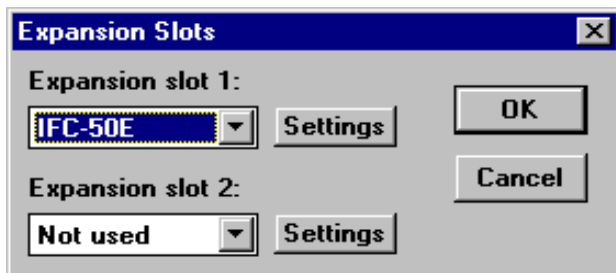 Expansion Slots
Expansion slot 1:
IFC-50E
Settings
OK
Cancel
Expansion slot 2:
Not used
Settings